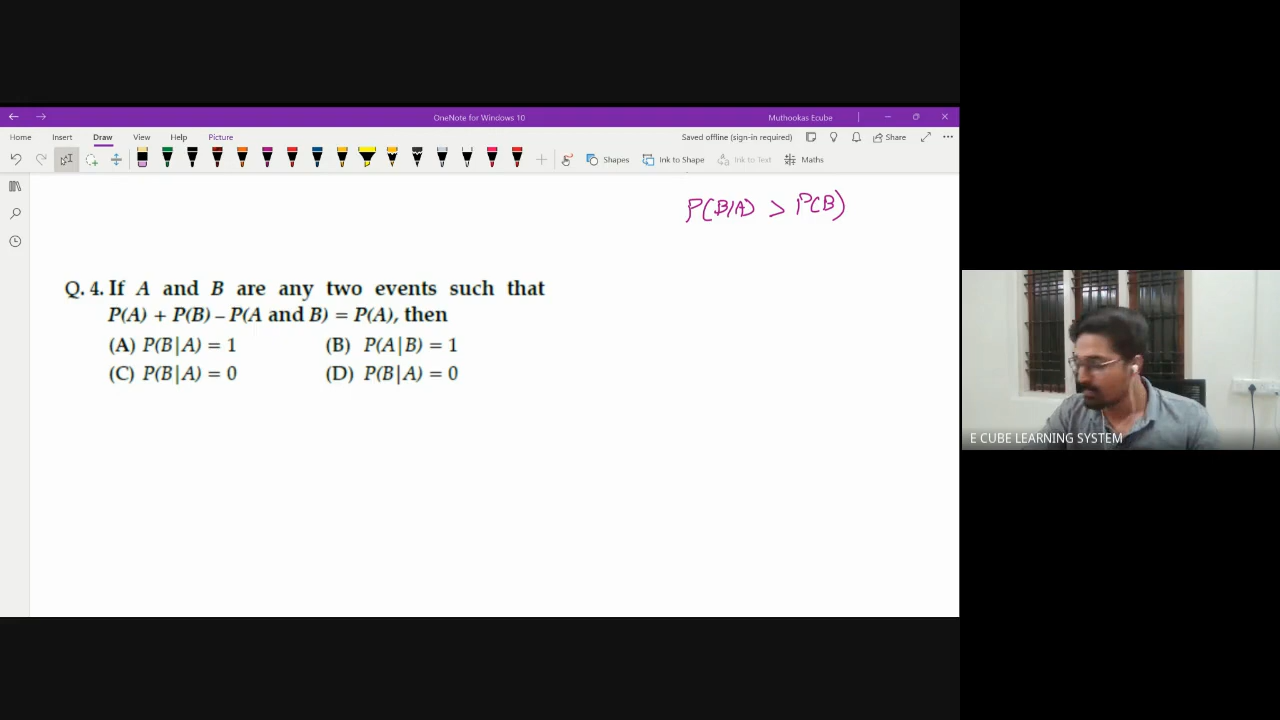 OneNote for Windows 10
Muthookas Ecube
Home Insert Draw View Help Picture
Saved offline (sign-in required)
Share
Shapes
Ink to Shape
Ink to Text
Maths
P(B/A) > P(B)
Q. 4. If A and B are any two events such that
P(A) + P(B) – P(A and B) = P(A), then
(A) P(B|A) = 1 (B) P(A|B) = 1
(C) P(B|A) = 0 (D) P(B|A) = 0
E CUBE LEARNING SYSTEM